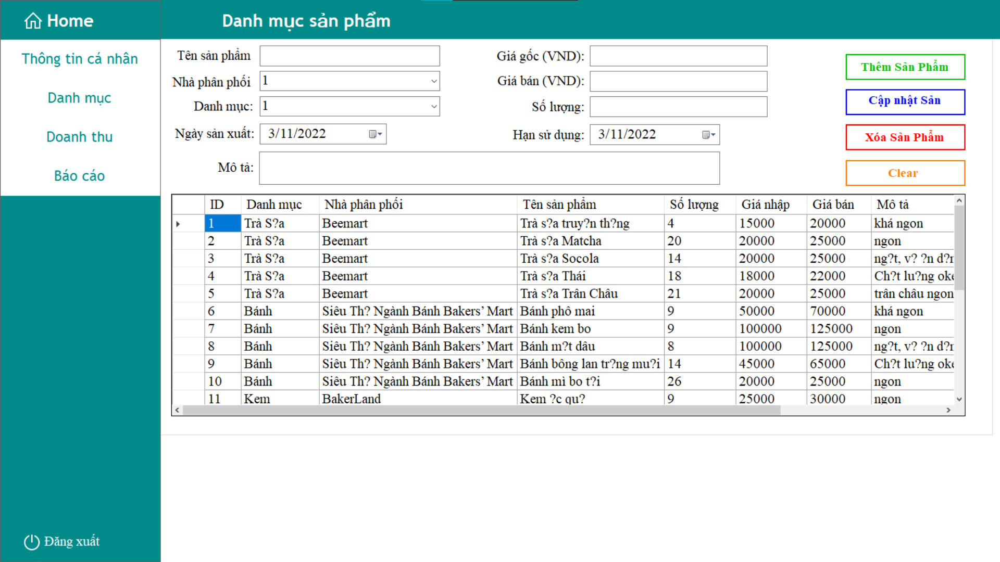 Home
Danh mục sản phẩm
Thông tin cá nhân
Danh mục
Doanh thu
Báo cáo
Đăng xuất
Tên sản phẩm
Giá gốc (VND):
Thêm Sản Phẩm
Nhà phân phối 1
Giá bán (VND):
Cập nhật Sản
Danh mục: 1
Số lượng:
Ngày sản xuất: 3/11/2022
Hạn sử dụng: 3/11/2022
Xóa Sản Phẩm
Mô tả:
Clear
ID Danh mục Nhà phân phối Tên sản phẩm Số lượng Giá nhập Giá bán Mô tả
1 Trà S?a Beemart Trà s?a truy?n th?ng 4 15000 20000 khá ngon
2 Trà S?a Beemart Trà s?a Matcha 20 20000 25000 ngon
3 Trà S?a Beemart Trà s?a Socola 14 20000 25000 ng?t, v? ?n
4 Trà S?a Beemart Trà s?a Thái 18 18000 22000 Ch?t lu?ng
5 Trà S?a Beemart Trà s?a Trân Châu 21 20000 25000 trân châu ngon
6 Bánh Siêu Th? Ngành Bánh Bakers’ Mart Bánh phô mai 9 50000 70000 khá ngon
7 Bánh Siêu Th? Ngành Bánh Bakers’ Mart Bánh kem bo 9 100000 125000 ngon
8 Bánh Siêu Th? Ngành Bánh Bakers’ Mart Bánh m?t dâu 8 100000 125000 ng?t, v? ?n
9 Bánh Siêu Th? Ngành Bánh Bakers’ Mart Bánh bông lan tr?ng mu?i 14 45000 65000 Ch?t lu?ng
10 Bánh Siêu Th? Ngành Bánh Bakers’ Mart Bánh mì bo t?i 26 20000 25000 ngon
11 Kem BakerLand Kem ?c qu? 9 25000 30000 ngon